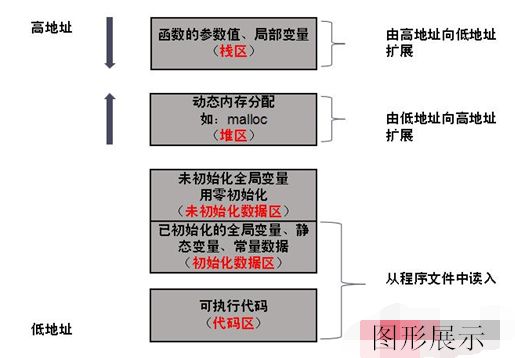 高地址
函数的参数值、局部变量
（栈区）
由高地址向低地址
扩展
动态内存分配
如：malloc
（堆区）
由低地址向高地址
扩展
未初始化全局变量
用零初始化
（未初始化数据区）
已初始化的全局变量、静
态变量、常量数据
（初始化数据区）
从程序文件中读入
可执行代码
（代码区）
低地址
图形展示